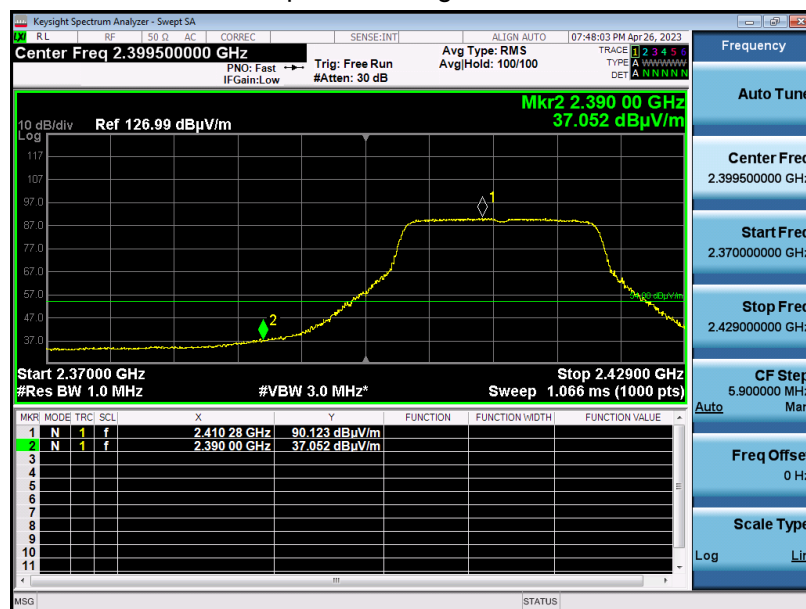 Keysight Spectrum Analyzer - Swept SA
LXI RL RF 50 Ω AC CORREC SENSE:INT ALIGN AUTO 07:48:03 PM Apr 26, 2023
Center Freq 2.399500000 GHz
PNO: Fast
IFGain:Low
Trig: Free Run
#Atten: 30 dB
Avg Type: RMS
Avg|Hold: 100/100
TRACE 1 2 3 4 5 6
TYPE A WWWWW
DET A N N N N N
Mkr2 2.390 00 GHz
37.052 dBµV/m
10 dB/div Ref 126.99 dBµV/m
Log
117
107
97.0
87.0
77.0
67.0
57.0
47.0
37.0
1
2
Start 2.37000 GHz Stop 2.42900 GHz
#Res BW 1.0 MHz #VBW 3.0 MHz* Sweep 1.066 ms (1000 pts)
MKR MODE TRC SCL X Y FUNCTION FUNCTION WIDTH FUNCTION VALUE
1 N 1 f 2.410 28 GHz 90.123 dBµV/m
2 N 1 f 2.390 00 GHz 37.052 dBµV/m
3
4
5
6
7
8
9
10
11
MSG STATUS
Frequency
Auto Tune
Center Freq
2.399500000 GHz
Start Freq
2.370000000 GHz
Stop Freq
2.429000000 GHz
CF Step
5.900000 MHz
Auto Man
Freq Offset
0 Hz
Scale Type
Log Lin